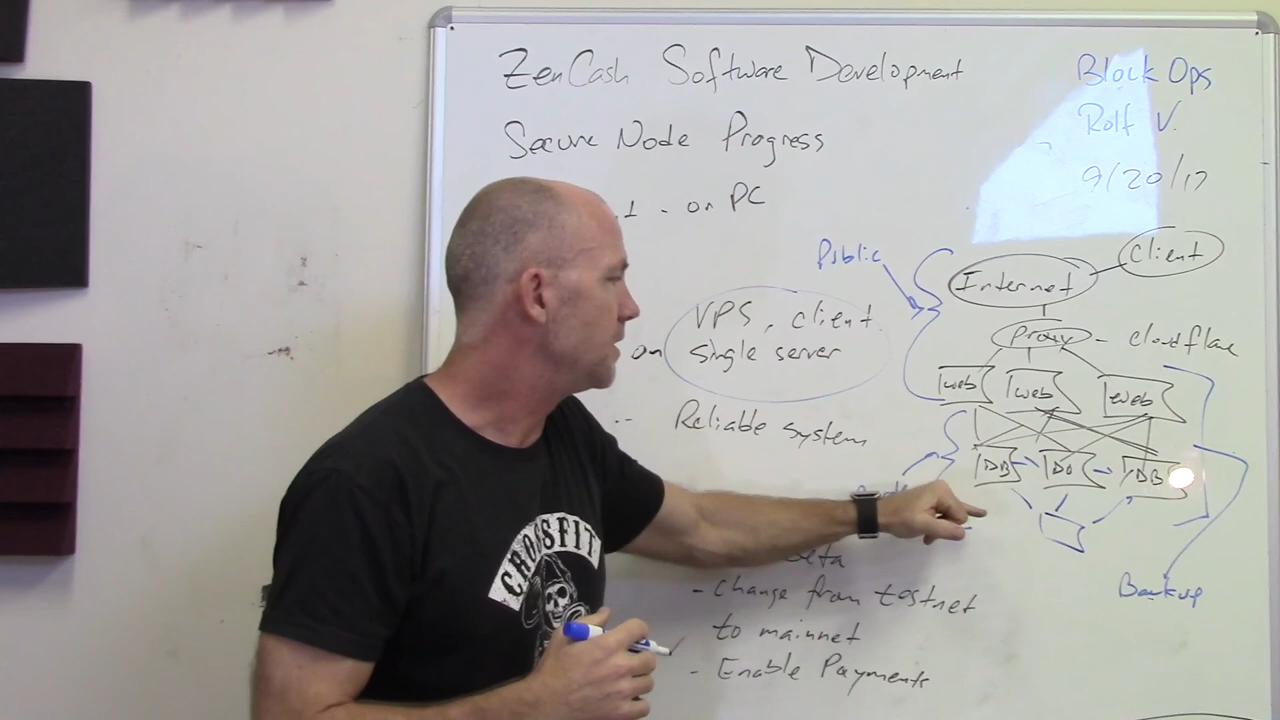 ZenCash Software Development
Block Ops
Rolf V.
9/20/17
Secure Node Progress
1 - on PC
VPS, client
on single server
Reliable system
beta
- change from testnet
to mainnet
- Enable Payments
Public
client
Internet
Proxy - cloudflare
web web web
DB DB DB
Backup
CROSSFIT